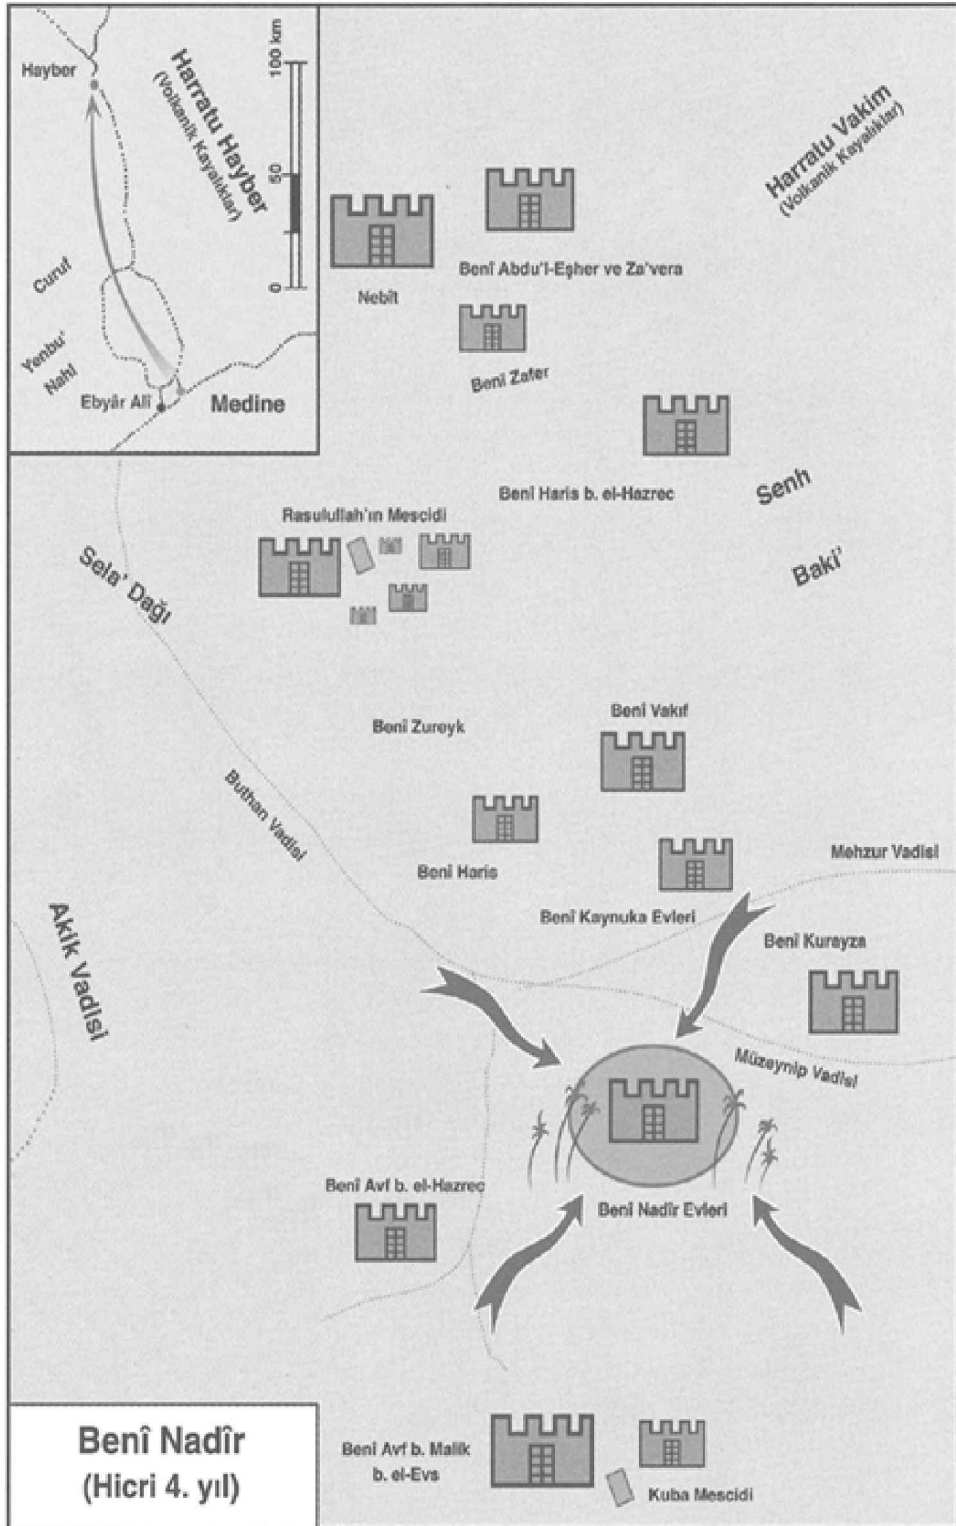 Hayber
Harratu Hayber
(Volkanik Kayalıklar)
100 km
50
0
Curuf
Yenbu'
Nahl
Ebyâr Alî
Medine
Harratu Vakim
(Volkanik Kayalıklar)
Nebît
Benî Abdu'l-Eşher ve Za'vera
Benî Zafer
Benî Haris b. el-Hazrec
Senh
Rasulullah'ın Mescidi
Baki'
Sela' Dağı
Benî Vakıf
Benî Zureyk
Buthan Vadisi
Benî Haris
Mehzur Vadisi
Benî Kaynuka Evleri
Benî Kurayza
Akik Vadisi
Müzeynip Vadisi
Benî Avf b. el-Hazrec
Benî Nadîr Evleri
Benî Nadîr
(Hicri 4. yıl)
Benî Avf b. Malik
b. el-Evs
Kuba Mescidi